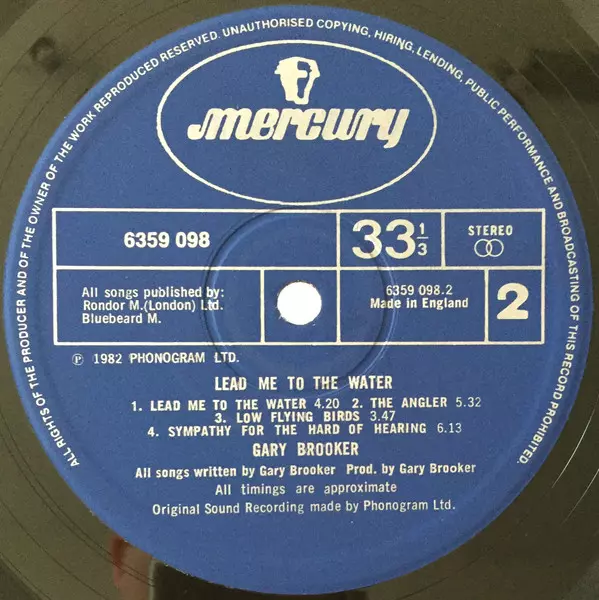 ALL RIGHTS OF THE PRODUCER AND OF THE OWNER OF THE WORK REPRODUCED RESERVED. UNAUTHORISED COPYING, HIRING, LENDING, PUBLIC PERFORMANCE AND BROADCASTING OF THIS RECORD PROHIBITED.
mercury
6359 098
33 1/3
STEREO
All songs published by:
Rondor M.(London) Ltd.
Bluebeard M.
6359 098.2
Made in England
2
℗ 1982 PHONOGRAM LTD.
LEAD ME TO THE WATER
1. LEAD ME TO THE WATER 4.20 2. THE ANGLER 5.32
3. LOW FLYING BIRDS 3.47
4. SYMPATHY FOR THE HARD OF HEARING 6.13
GARY BROOKER
All songs written by Gary Brooker Prod. by Gary Brooker
All timings are approximate
Original Sound Recording made by Phonogram Ltd.